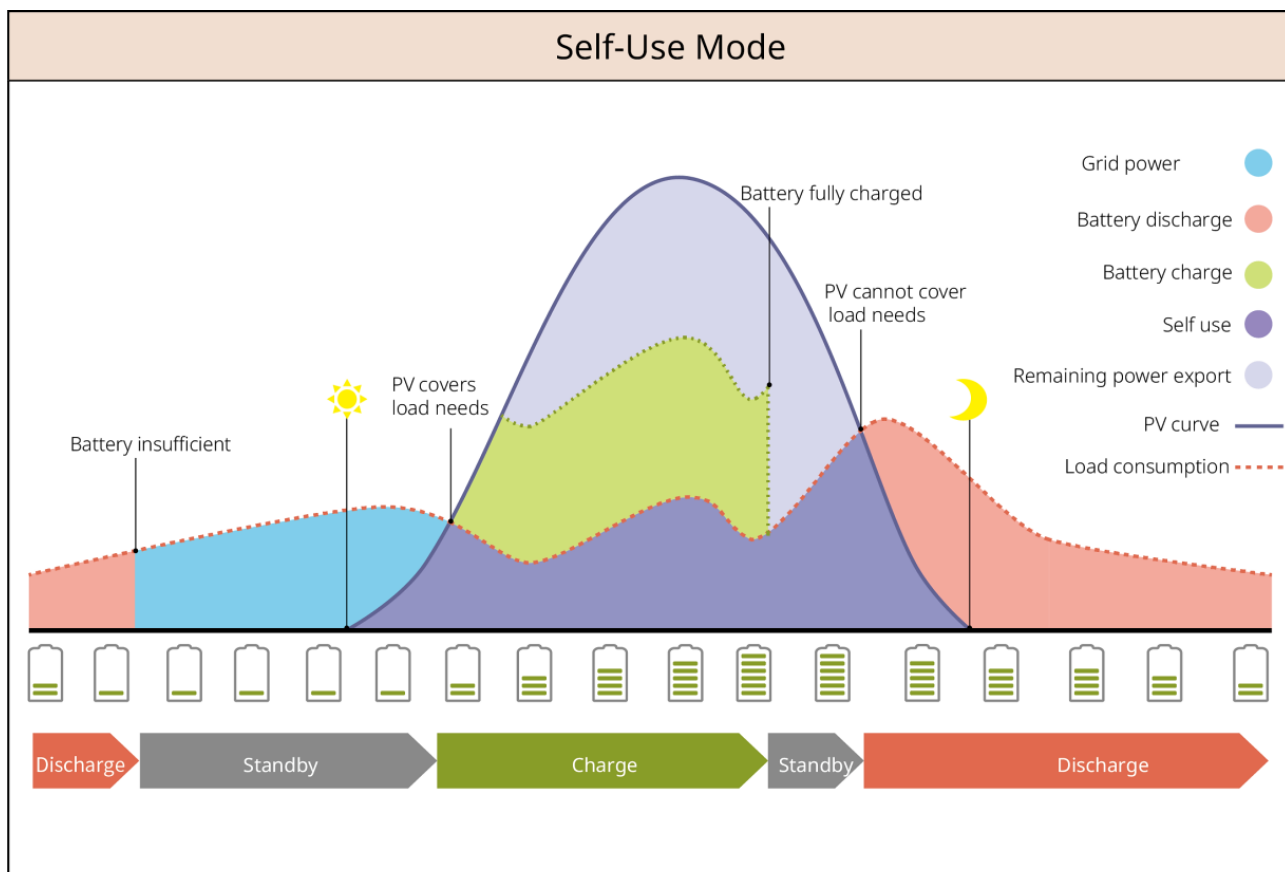 Self-Use Mode
Grid power
Battery fully charged
Battery discharge
Battery charge
PV cannot cover
load needs
Self use
Remaining power export
PV covers
load needs
PV curve
Battery insufficient
Load consumption
Discharge
Standby
Charge
Standby
Discharge